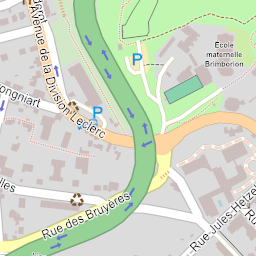 Avenue de la Division Leclerc
École
maternelle
Brimborion
P
P
ongniart
lles
Rue des Bruyères
Rue Jules Hetzel